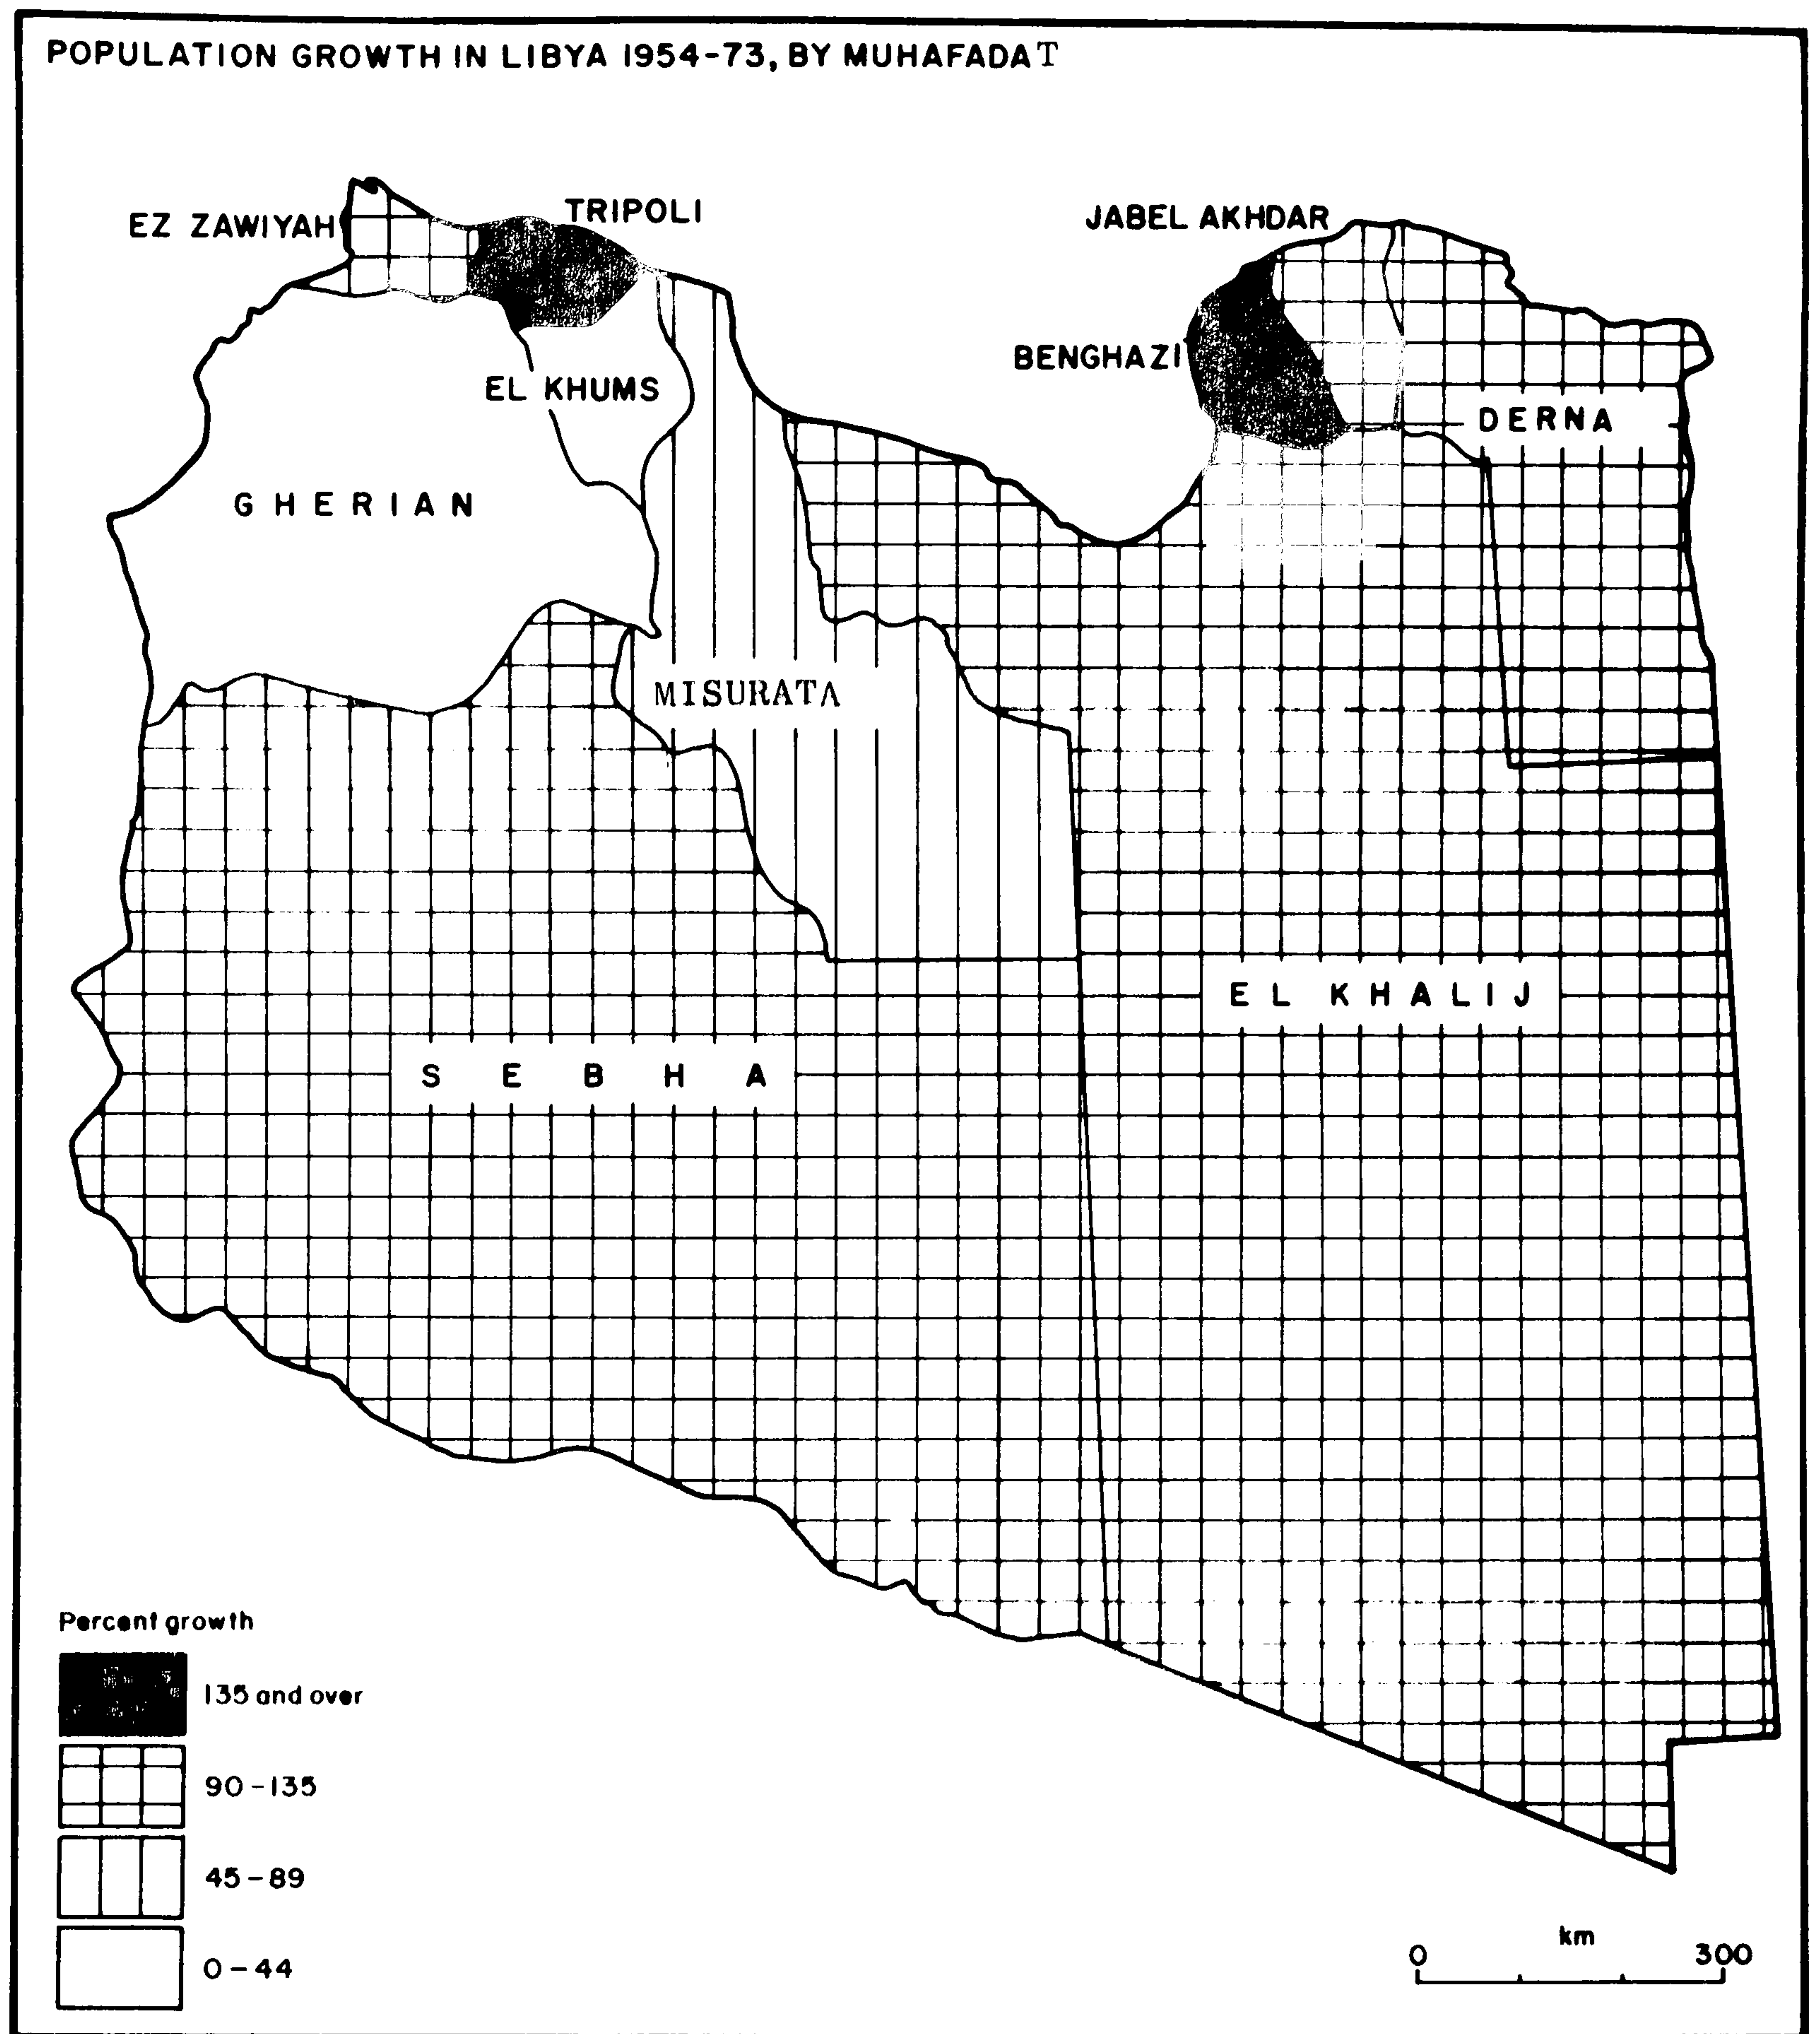 POPULATION GROWTH IN LIBYA 1954-73, BY MUHAFADAT
EZ ZAWIYAH
TRIPOLI
JABEL AKHDAR
BENGHAZI
EL KHUMS
DERNA
GHERIAN
MISURATA
EL KHALIJ
SEBHA
Percent growth
135 and over
90-135
45-89
0-44
km
0 300